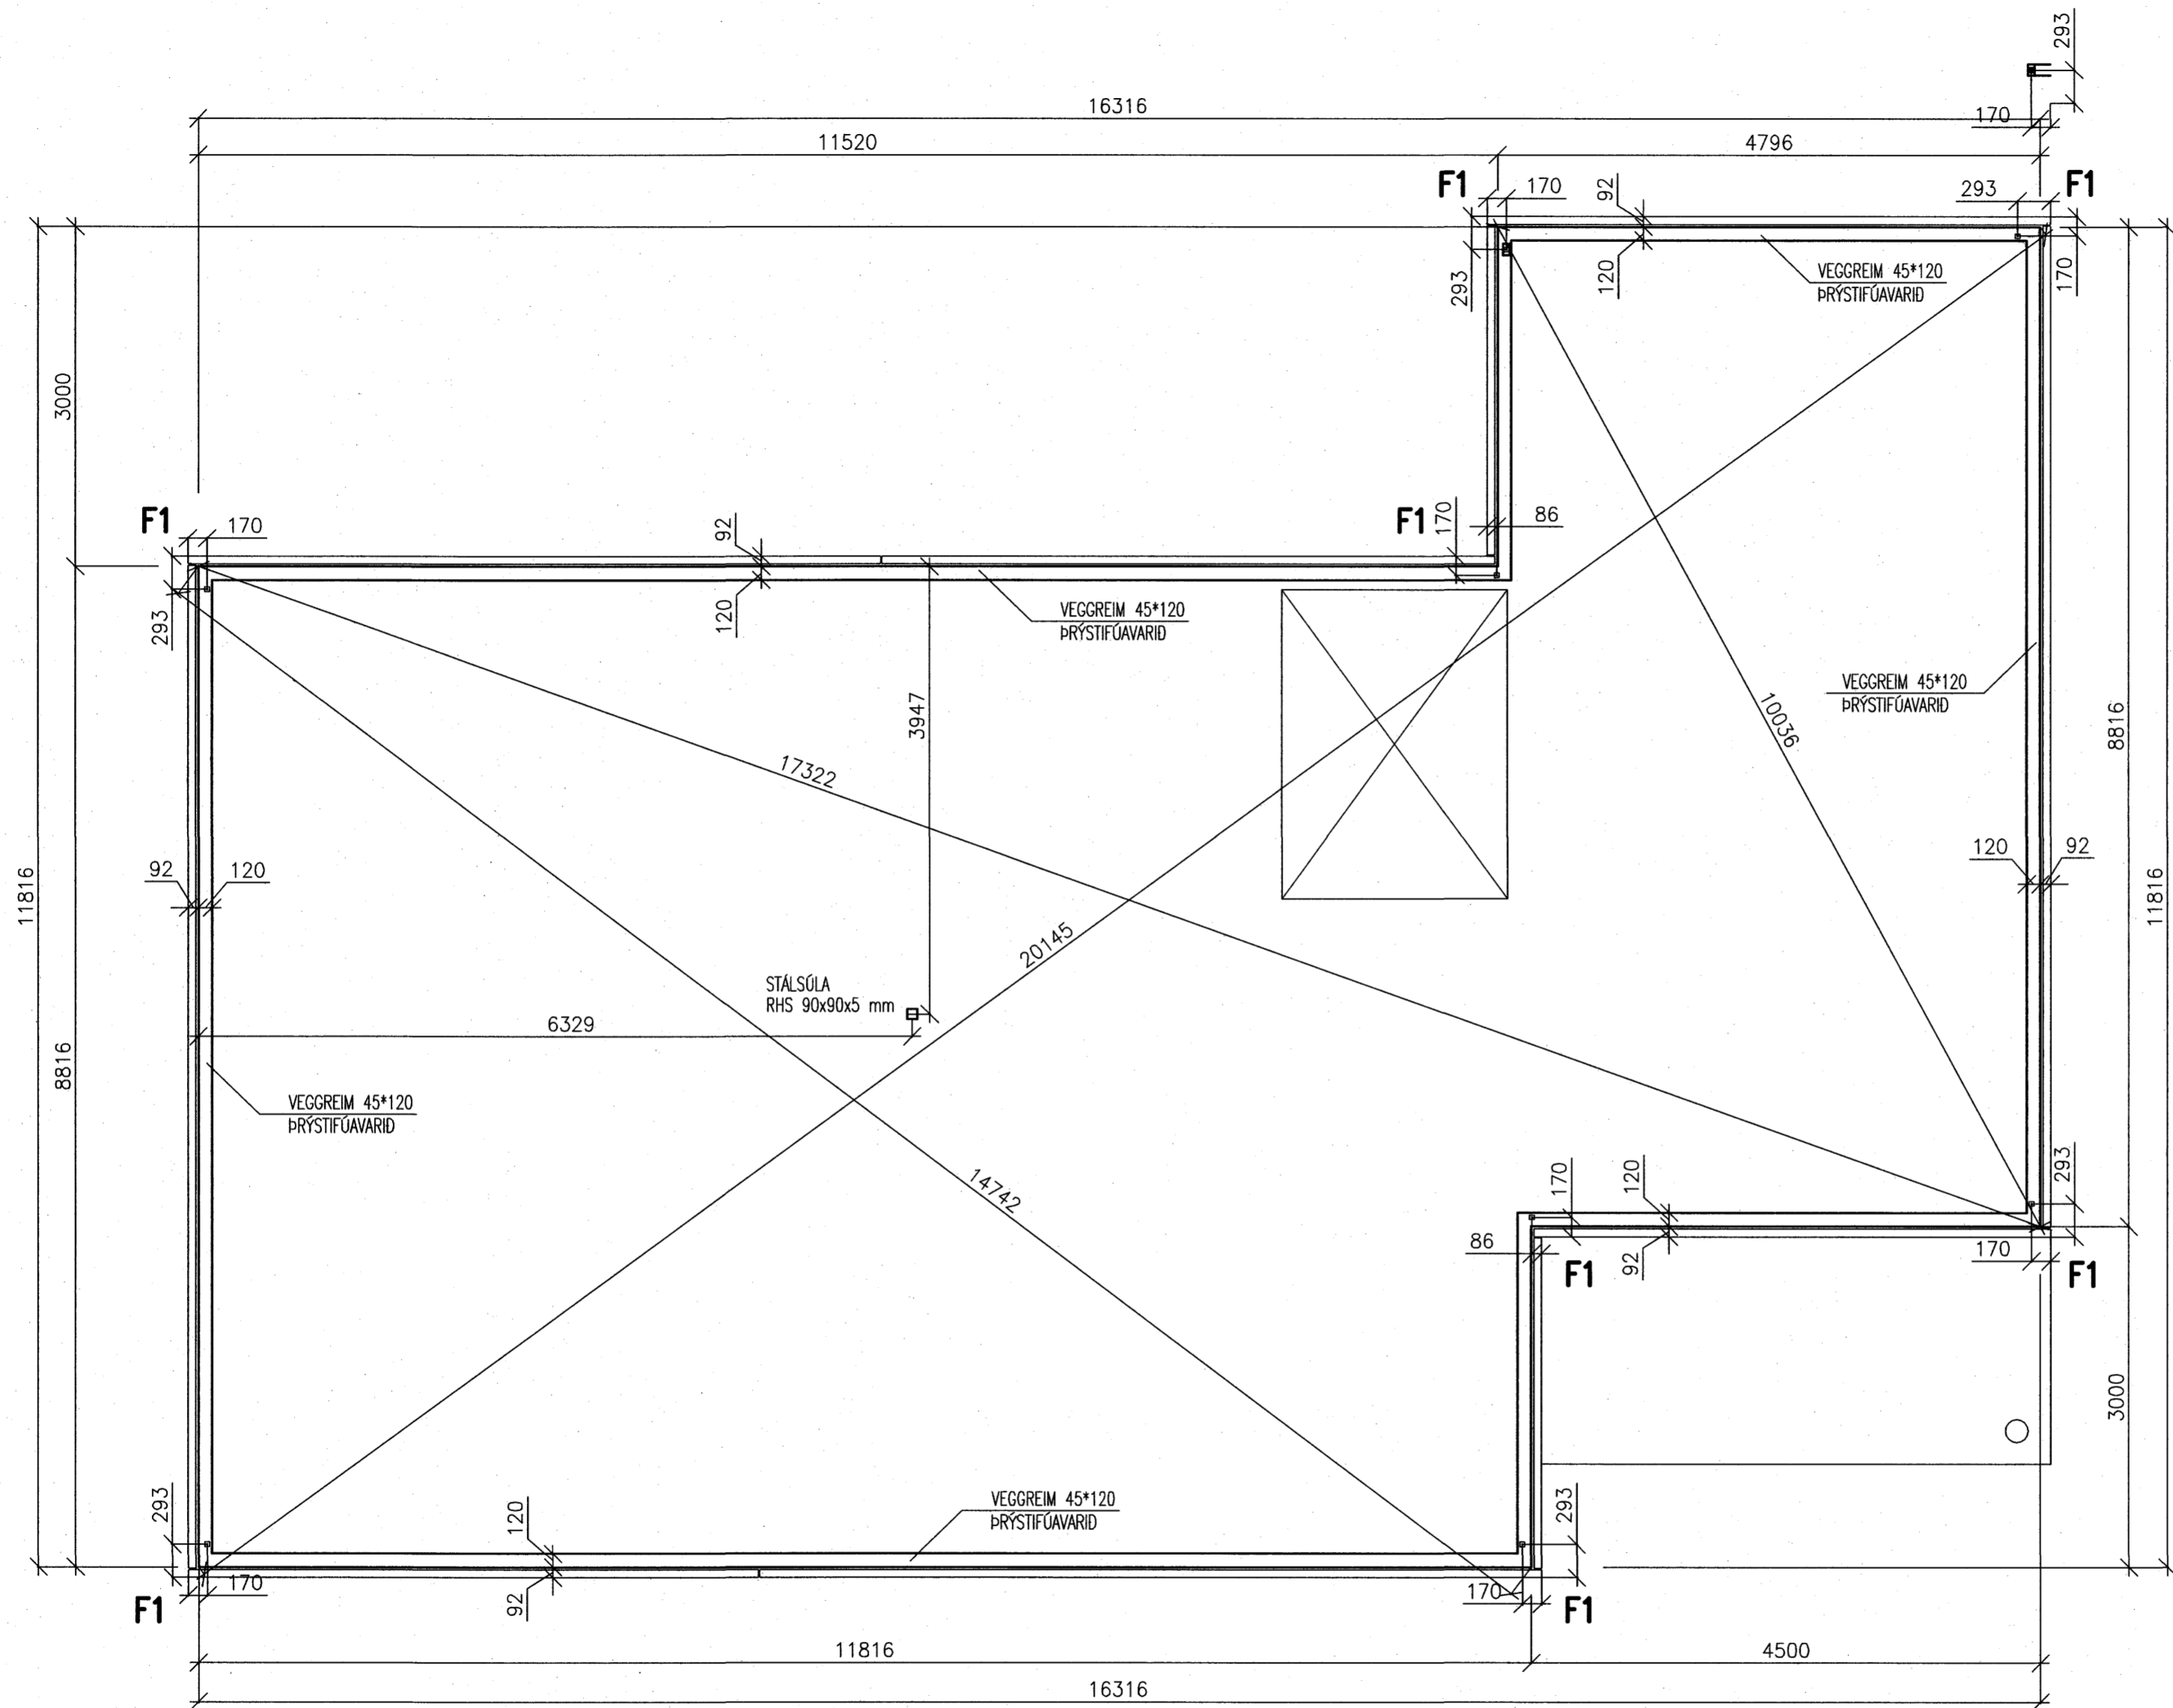 293
16316
170
11520
4796
F1
170
92
293
F1
293
120
170
VEGGREIM 45*120
ÞRÝSTIFÚAVARIÐ
3000
F1
170
92
F1
170
86
293
120
VEGGREIM 45*120
ÞRÝSTIFÚAVARIÐ
3947
VEGGREIM 45*120
ÞRÝSTIFÚAVARIÐ
10036
8816
17322
92
120
120
92
11816
11816
20145
STÁLSÚLA
RHS 90x90x5 mm
6329
8816
VEGGREIM 45*120
ÞRÝSTIFÚAVARIÐ
14742
170
120
293
86
F1
92
170
F1
3000
293
120
VEGGREIM 45*120
ÞRÝSTIFÚAVARIÐ
293
F1
170
92
170
F1
11816
4500
16316